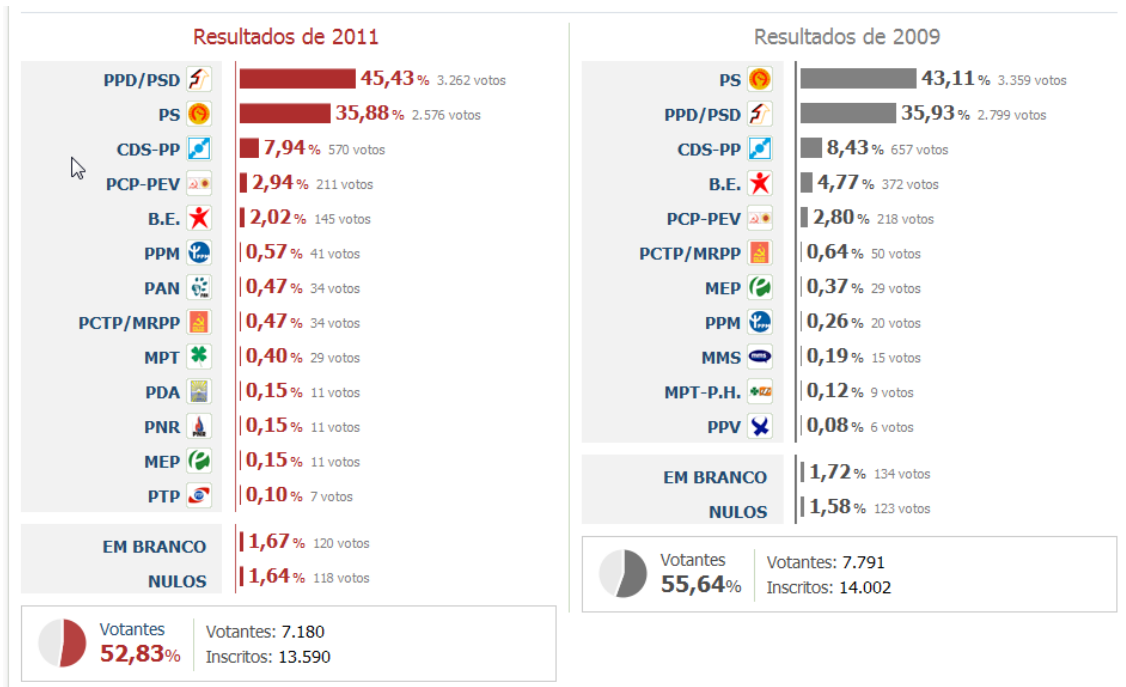 Resultados de 2011
PPD/PSD 45,43% 3.262 votos
PS 35,88% 2.576 votos
CDS-PP 7,94% 570 votos
PCP-PEV 2,94% 211 votos
B.E. 2,02% 145 votos
PPM 0,57% 41 votos
PAN 0,47% 34 votos
PCTP/MRPP 0,47% 34 votos
MPT 0,40% 29 votos
PDA 0,15% 11 votos
PNR 0,15% 11 votos
MEP 0,15% 11 votos
PTP 0,10% 7 votos
EM BRANCO 1,67% 120 votos
NULOS 1,64% 118 votos
Votantes
52,83%
Votantes: 7.180
Inscritos: 13.590
Resultados de 2009
PS 43,11% 3.359 votos
PPD/PSD 35,93% 2.799 votos
CDS-PP 8,43% 657 votos
B.E. 4,77% 372 votos
PCP-PEV 2,80% 218 votos
PCTP/MRPP 0,64% 50 votos
MEP 0,37% 29 votos
PPM 0,26% 20 votos
MMS 0,19% 15 votos
MPT-P.H. 0,12% 9 votos
PPV 0,08% 6 votos
EM BRANCO 1,72% 134 votos
NULOS 1,58% 123 votos
Votantes
55,64%
Votantes: 7.791
Inscritos: 14.002